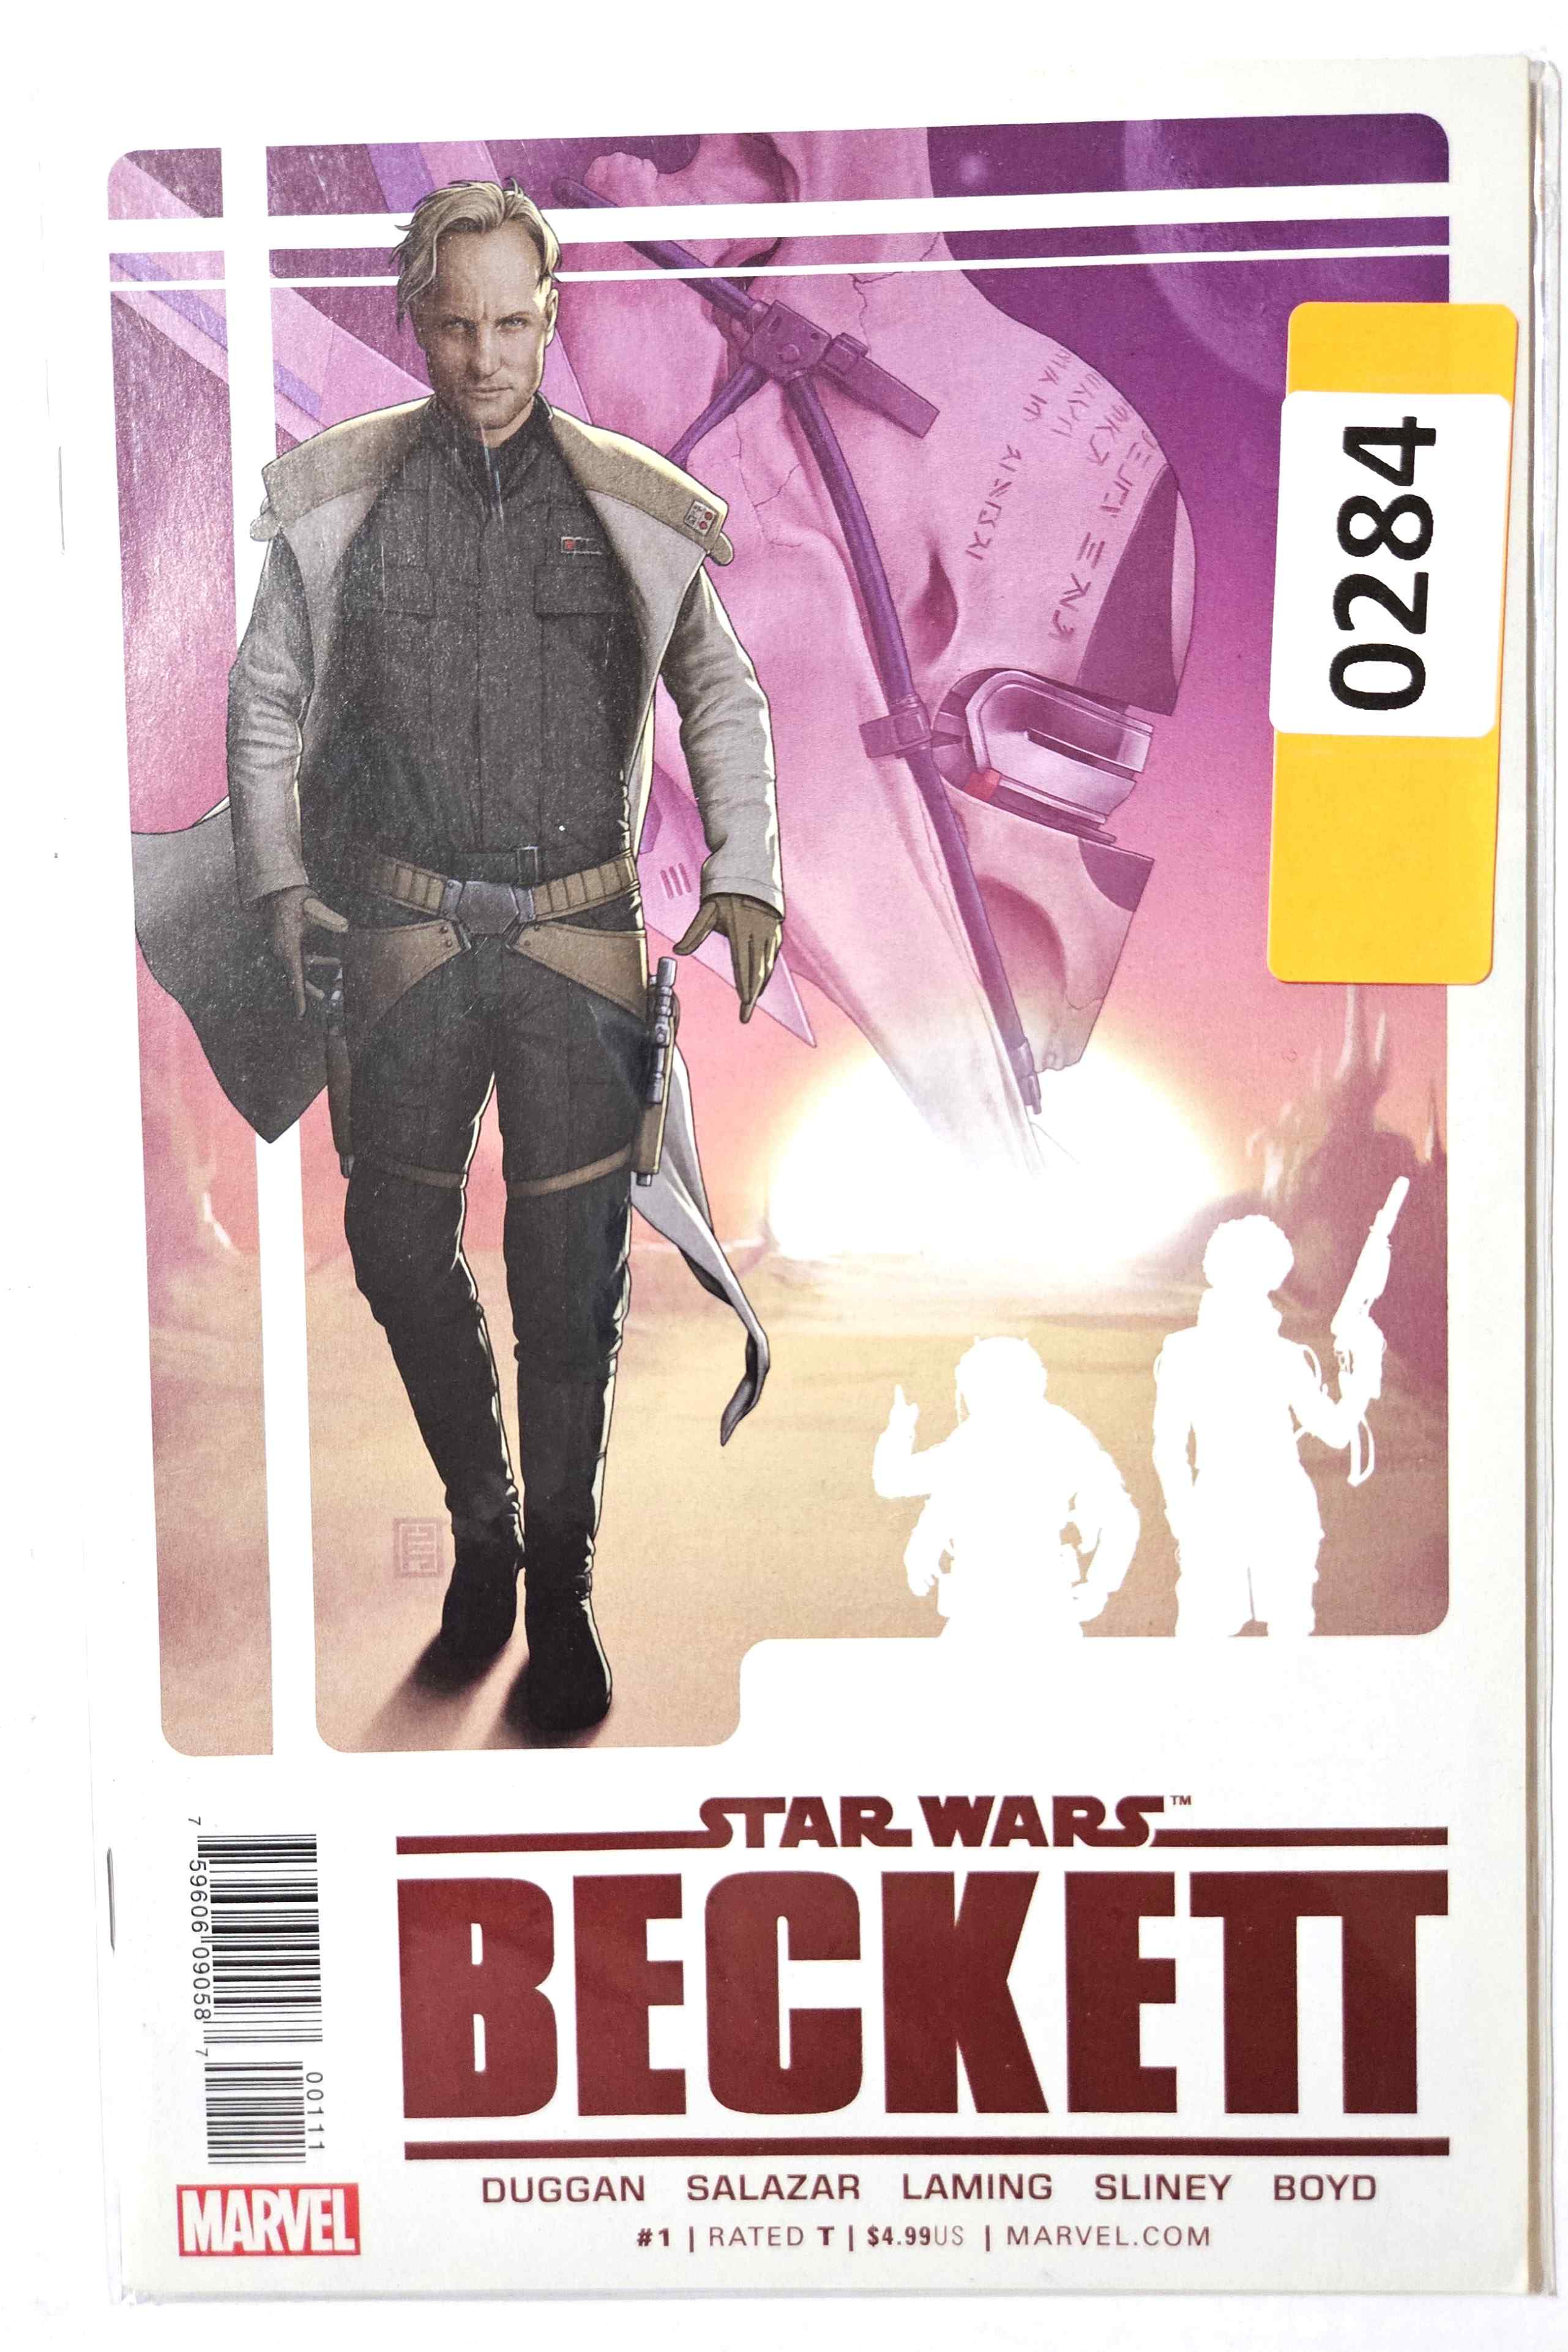 0284
STAR WARS™
BECKETT
DUGGAN SALAZAR LAMING SLINEY BOYD
#1 | RATED T | $4.99US | MARVEL.COM
7 59606 09058 7
00111
MARVEL